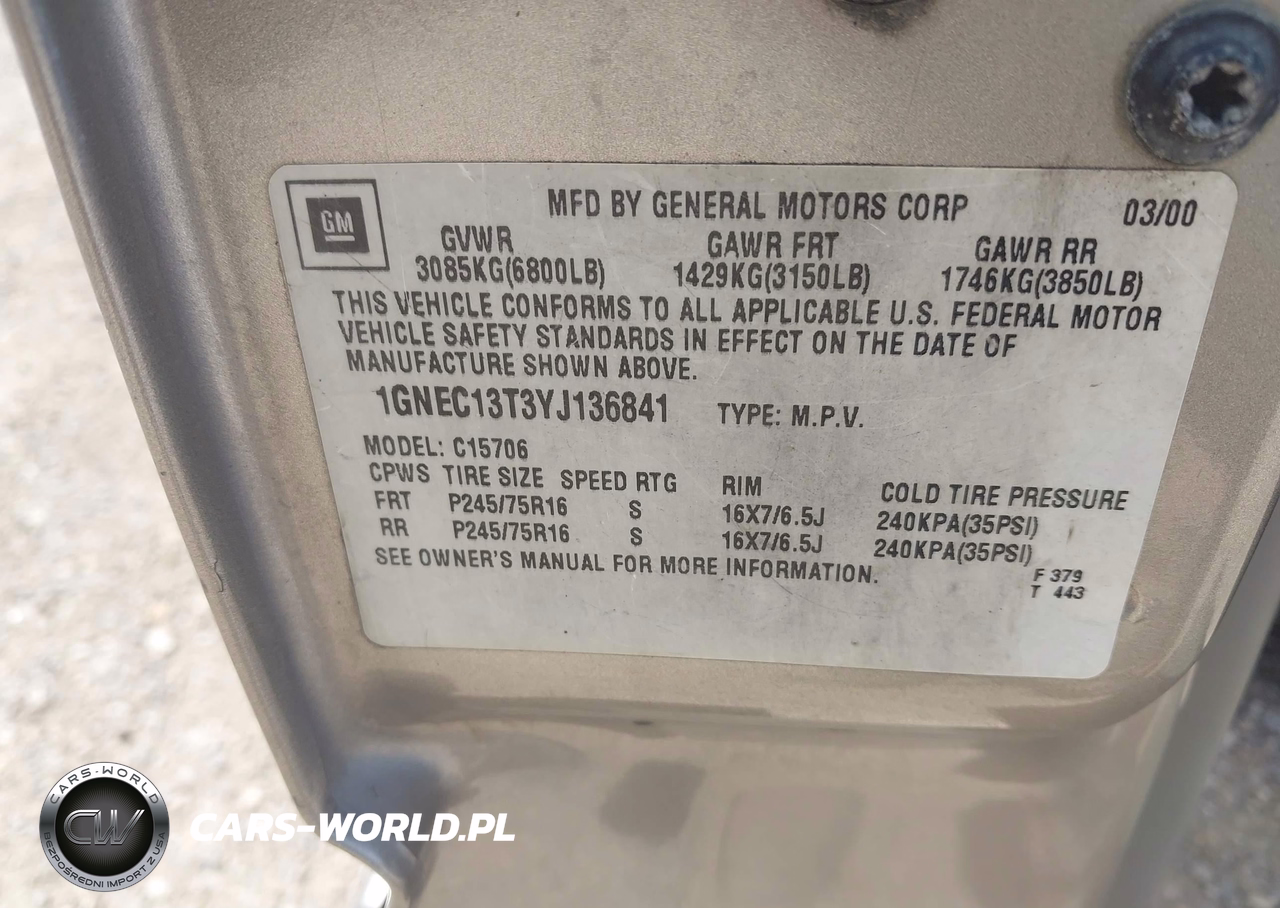 GM
MFD BY GENERAL MOTORS CORP 03/00
GVWR GAWR FRT GAWR RR
3085KG(6800LB) 1429KG(3150LB) 1746KG(3850LB)
THIS VEHICLE CONFORMS TO ALL APPLICABLE U.S. FEDERAL MOTOR
VEHICLE SAFETY STANDARDS IN EFFECT ON THE DATE OF
MANUFACTURE SHOWN ABOVE.
1GNEC13T3YJ136841 TYPE: M.P.V.
MODEL: C15706
CPWS TIRE SIZE SPEED RTG RIM COLD TIRE PRESSURE
FRT P245/75R16 S 16X7/6.5J 240KPA(35PSI)
RR P245/75R16 S 16X7/6.5J 240KPA(35PSI)
SEE OWNER'S MANUAL FOR MORE INFORMATION.
F 379
T 443
CARS-WORLD
CW
BEZPOŚREDNI IMPORT Z USA
CARS-WORLD.PL